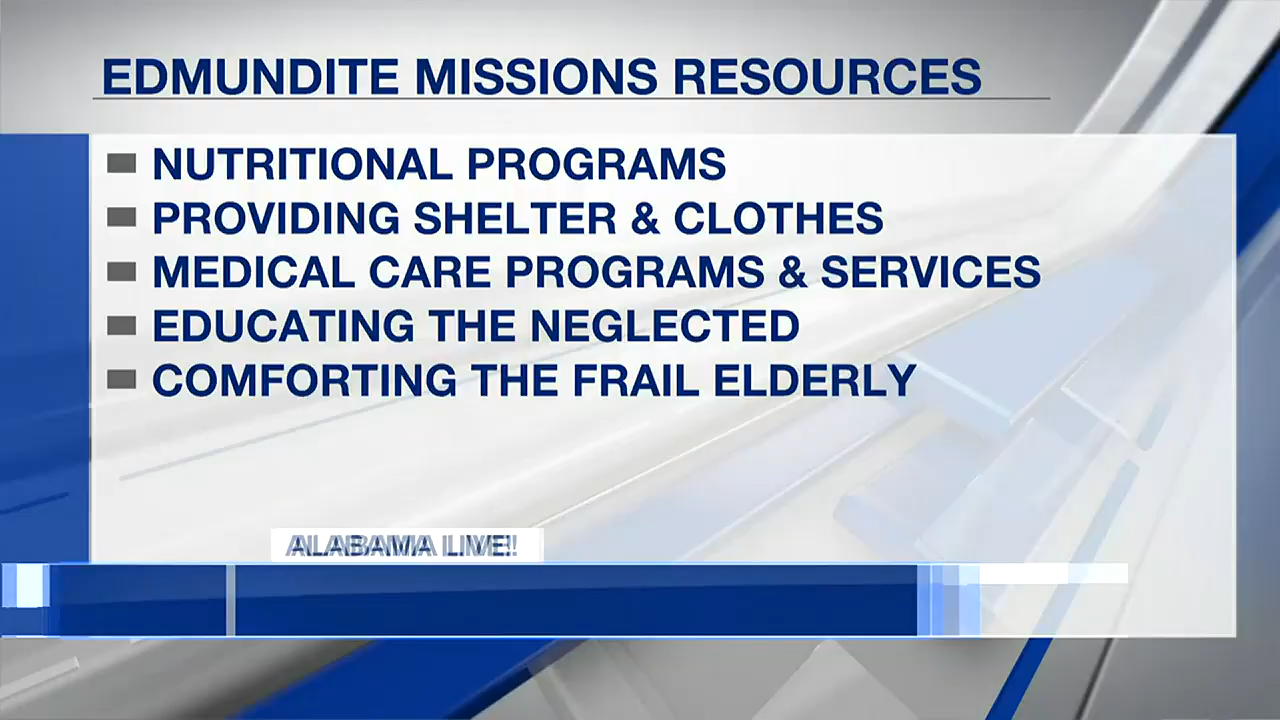 EDMUNDITE MISSIONS RESOURCES
NUTRITIONAL PROGRAMS
PROVIDING SHELTER & CLOTHES
MEDICAL CARE PROGRAMS & SERVICES
EDUCATING THE NEGLECTED
COMFORTING THE FRAIL ELDERLY
ALABAMA LIVE!